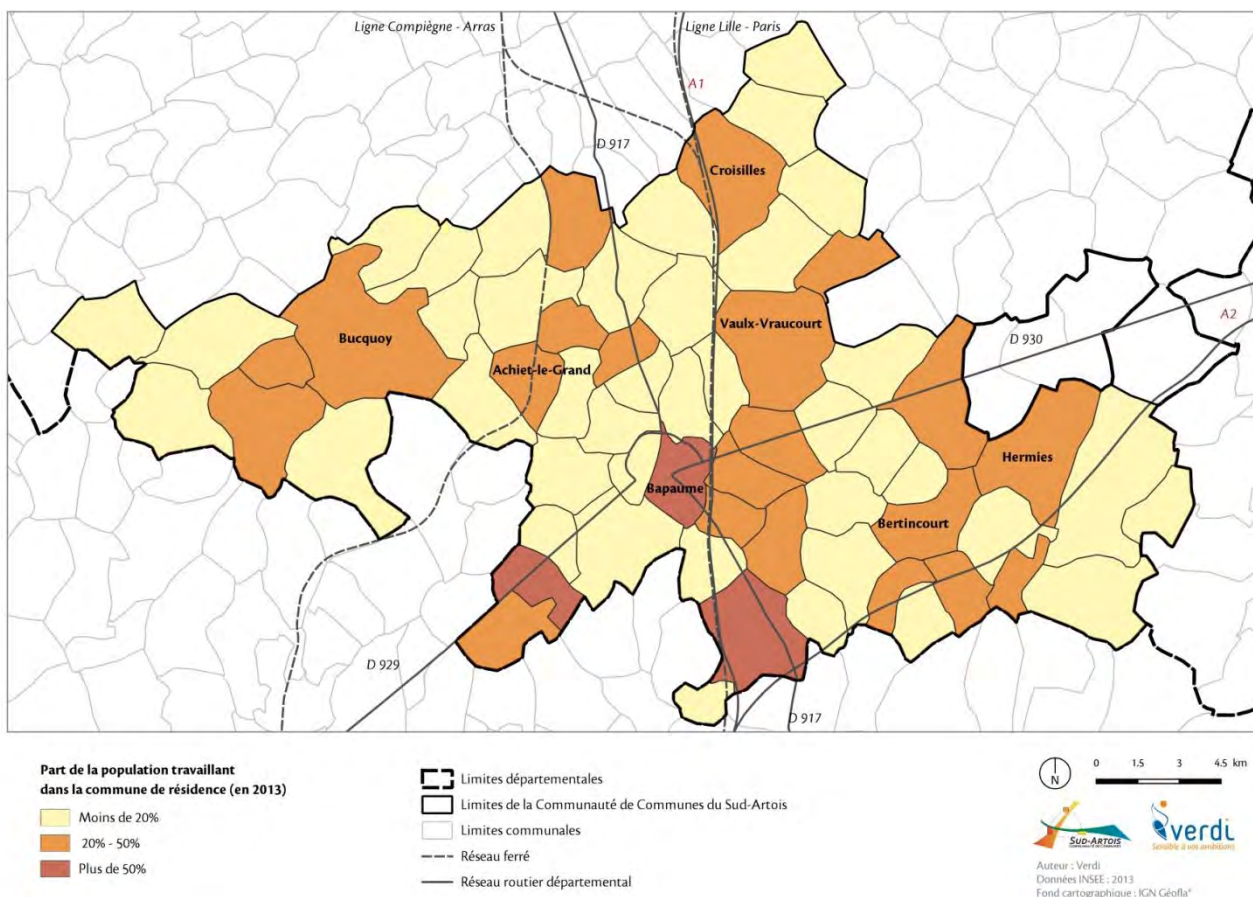 Ligne Compiègne - Arras
Ligne Lille - Paris
A1
D 917
Croisilles
Vaulx-Vraucourt
A2
D 930
Bucquoy
Achiet-le-Grand
Hermies
Bapaume
Bertincourt
D 929
D 917
Part de la population travaillant
dans la commune de résidence (en 2013)
Moins de 20%
20% - 50%
Plus de 50%
Limites départementales
Limites de la Communauté de Communes du Sud-Artois
Limites communales
Réseau ferré
Réseau routier départemental
N
0 1.5 3 4.5 km
SUD-ARTOIS
COMMUNAUTÉ DE COMMUNES
verdi
Sensible à vos ambitions
Auteur : Verdi
Données INSEE : 2013
Fond cartographique : IGN Géofla®